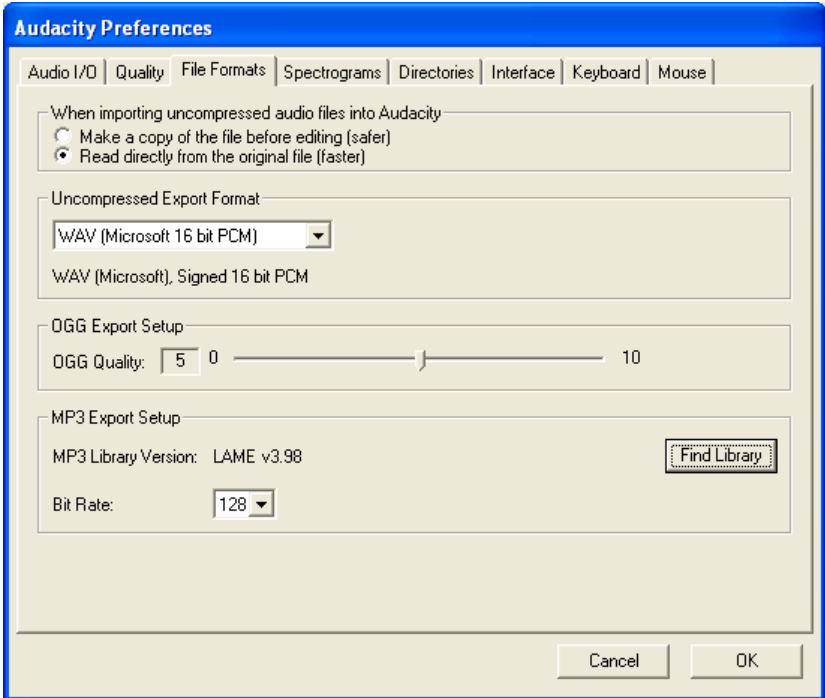 Audacity Preferences
Audio I/O Quality File Formats Spectrograms Directories Interface Keyboard Mouse
When importing uncompressed audio files into Audacity
Make a copy of the file before editing (safer)
Read directly from the original file (faster)
Uncompressed Export Format
WAV (Microsoft 16 bit PCM)
WAV (Microsoft), Signed 16 bit PCM
OGG Export Setup
OGG Quality: 5 0 10
MP3 Export Setup
MP3 Library Version: LAME v3.98 Find Library
Bit Rate: 128
Cancel OK